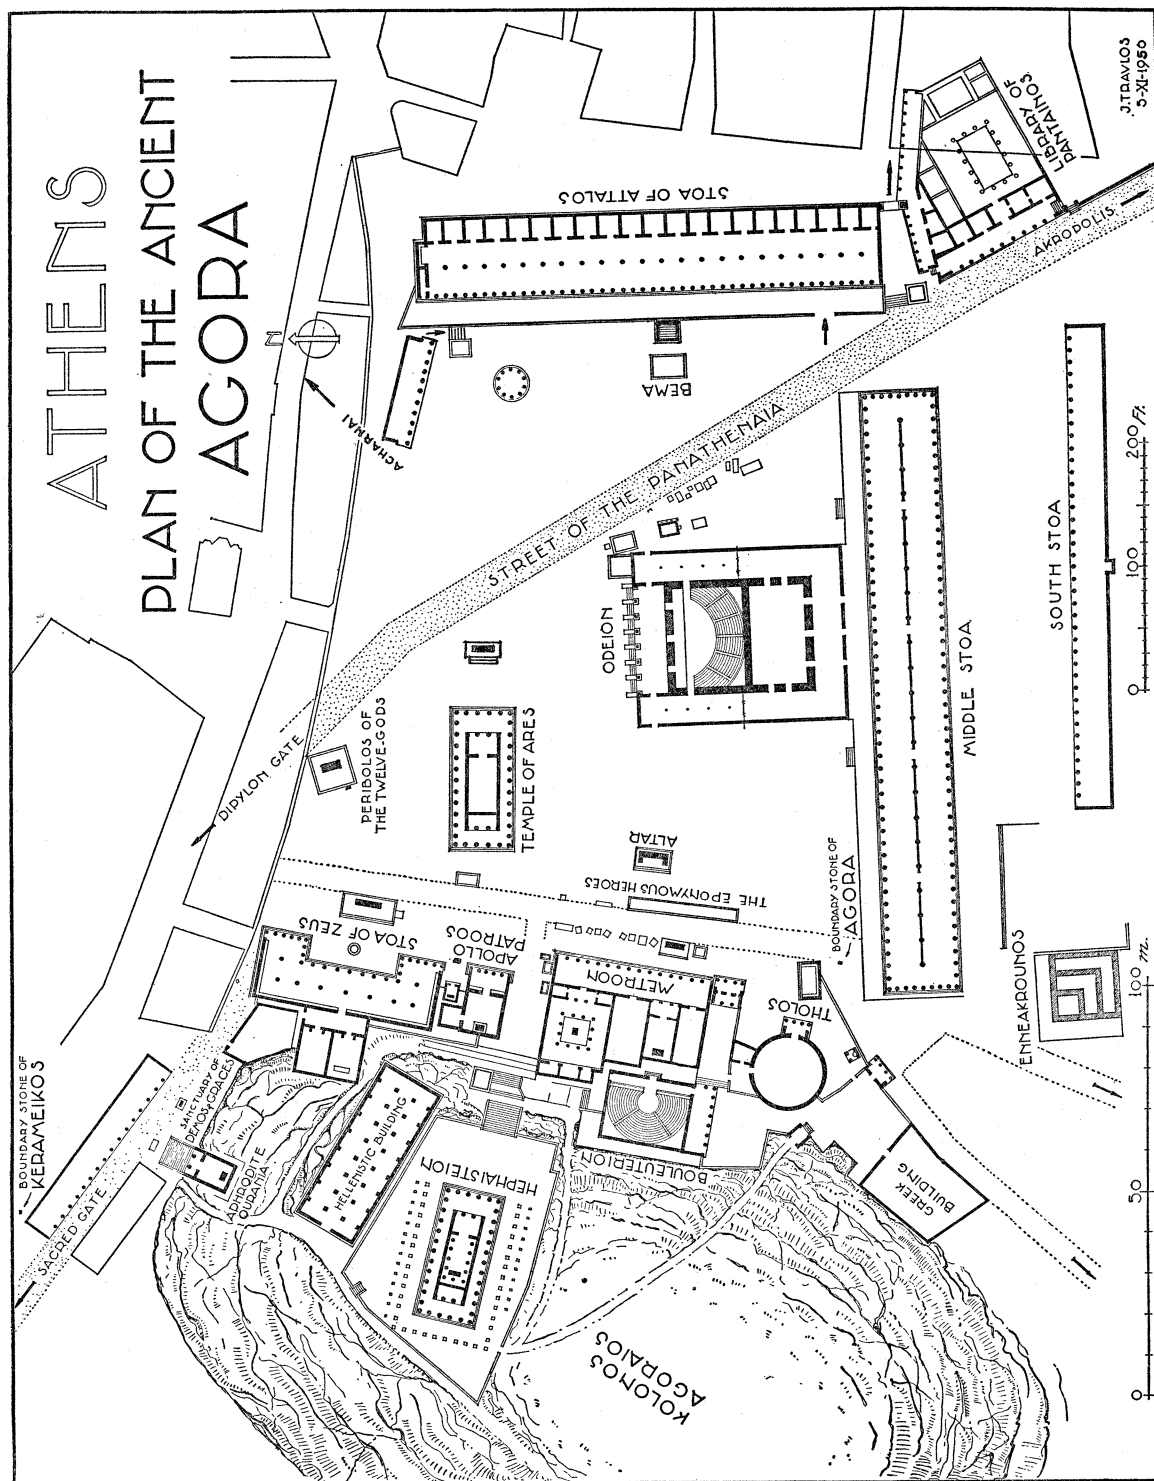 ATHENS
PLAN OF THE ANCIENT
AGORA
J.TRAVLOS
5-XI-1950
LIBRARY OF
PANTAINOS
STOA OF ATTALOS
AKROPOLIS
ACHARNAI
BEMA
STREET OF THE PANATHENAIA
ODEION
MIDDLE STOA
SOUTH STOA
DIPYLON GATE
PERIBOLOS OF
THE TWELVE-GODS
TEMPLE OF ARES
ALTAR
THE EPONYMOUS HEROES
BOUNDARY STONE OF
AGORA
STOA OF ZEUS
APOLLO
PATROOS
METROON
THOLOS
ENNEAKROUNOS
BOUNDARY STONE OF
KERAMEIKOS
SACRED GATE
SANCTUARY OF
DEMOS, GRACES
APHRODITE
OURANIA
HELLENISTIC BUILDING
HEPHAISTEION
BOULEUTERION
GREEK
BUILDING
KOLONOS
AGORAIOS
0 50 100 m.
0 100 200 Ft.